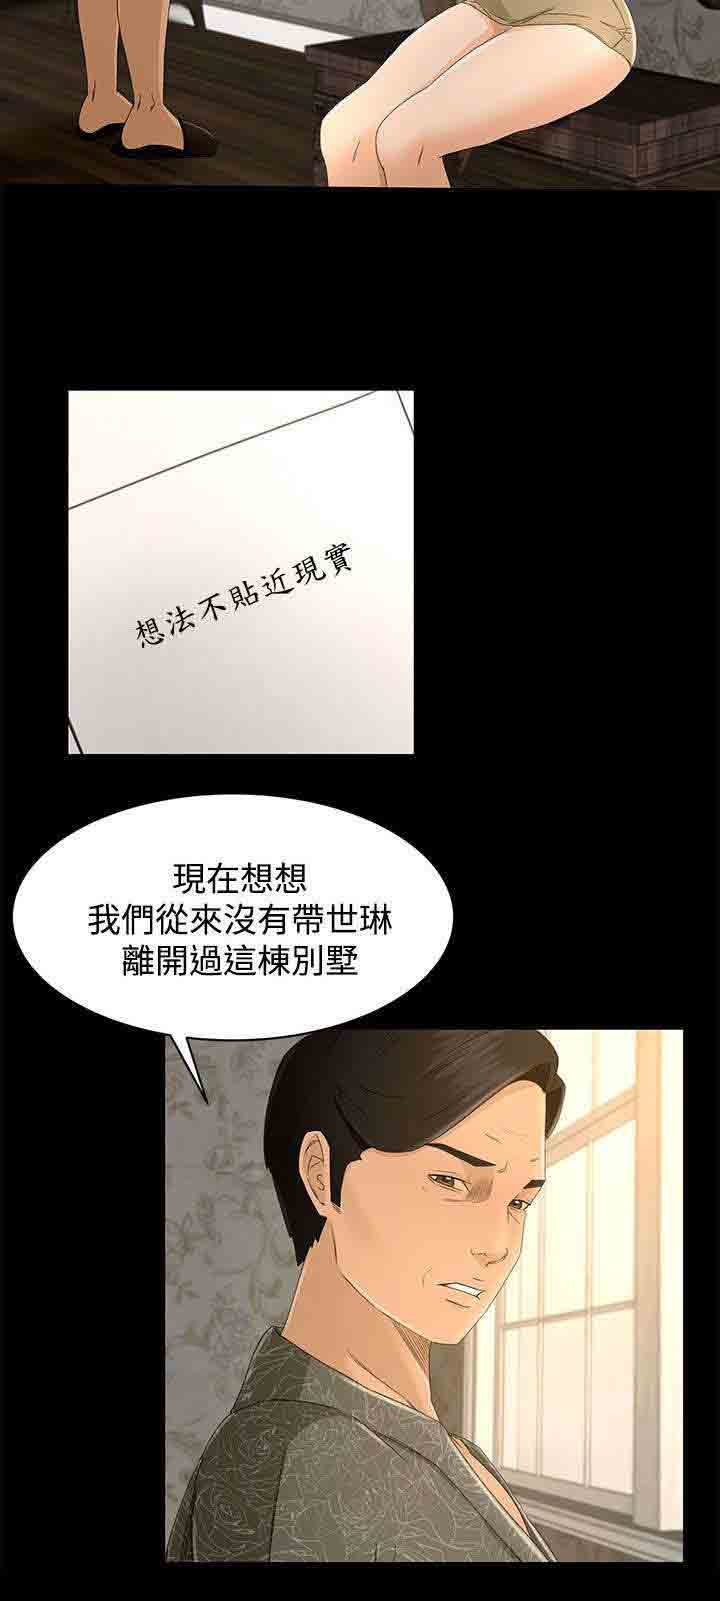 想法不貼近現實
現在想想
我們從來沒有帶世琳
離開過這棟別墅